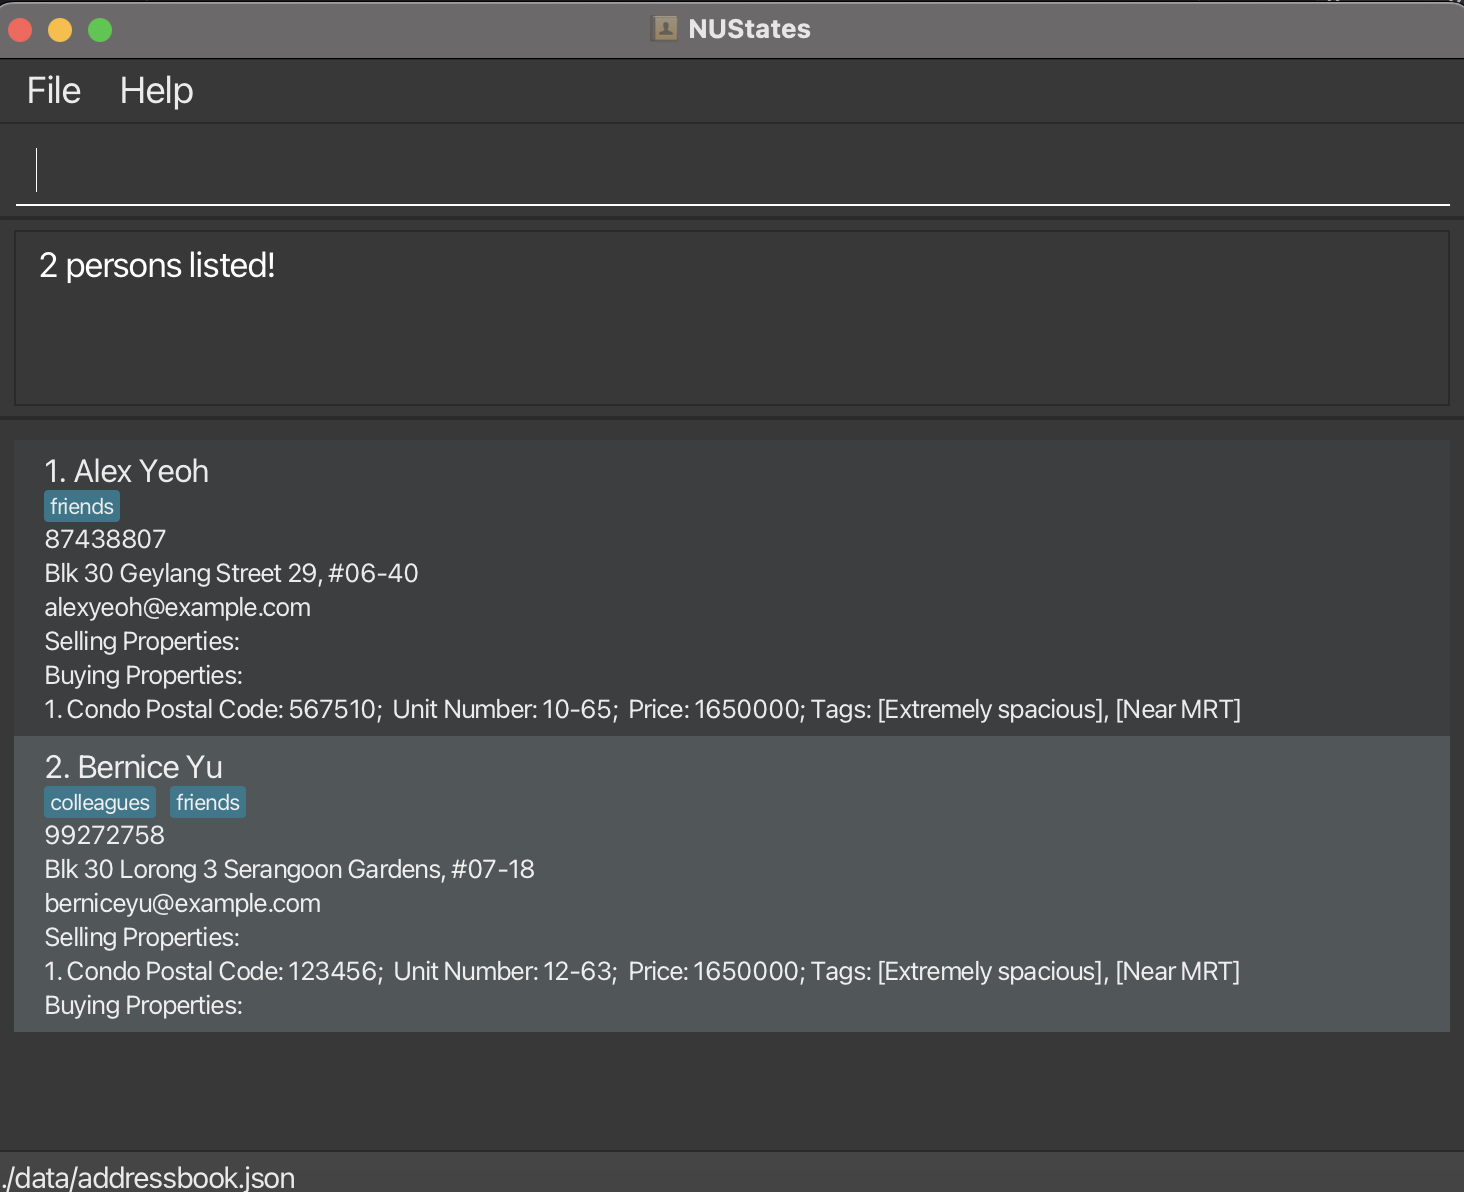 NUStates
File Help
2 persons listed!
1. Alex Yeoh
friends
87438807
Blk 30 Geylang Street 29, #06-40
alexyeoh@example.com
Selling Properties:
Buying Properties:
1. Condo Postal Code: 567510;  Unit Number: 10-65;  Price: 1650000; Tags: [Extremely spacious], [Near MRT]
2. Bernice Yu
colleagues friends
99272758
Blk 30 Lorong 3 Serangoon Gardens, #07-18
berniceyu@example.com
Selling Properties:
1. Condo Postal Code: 123456;  Unit Number: 12-63;  Price: 1650000; Tags: [Extremely spacious], [Near MRT]
Buying Properties:
./data/addressbook.json